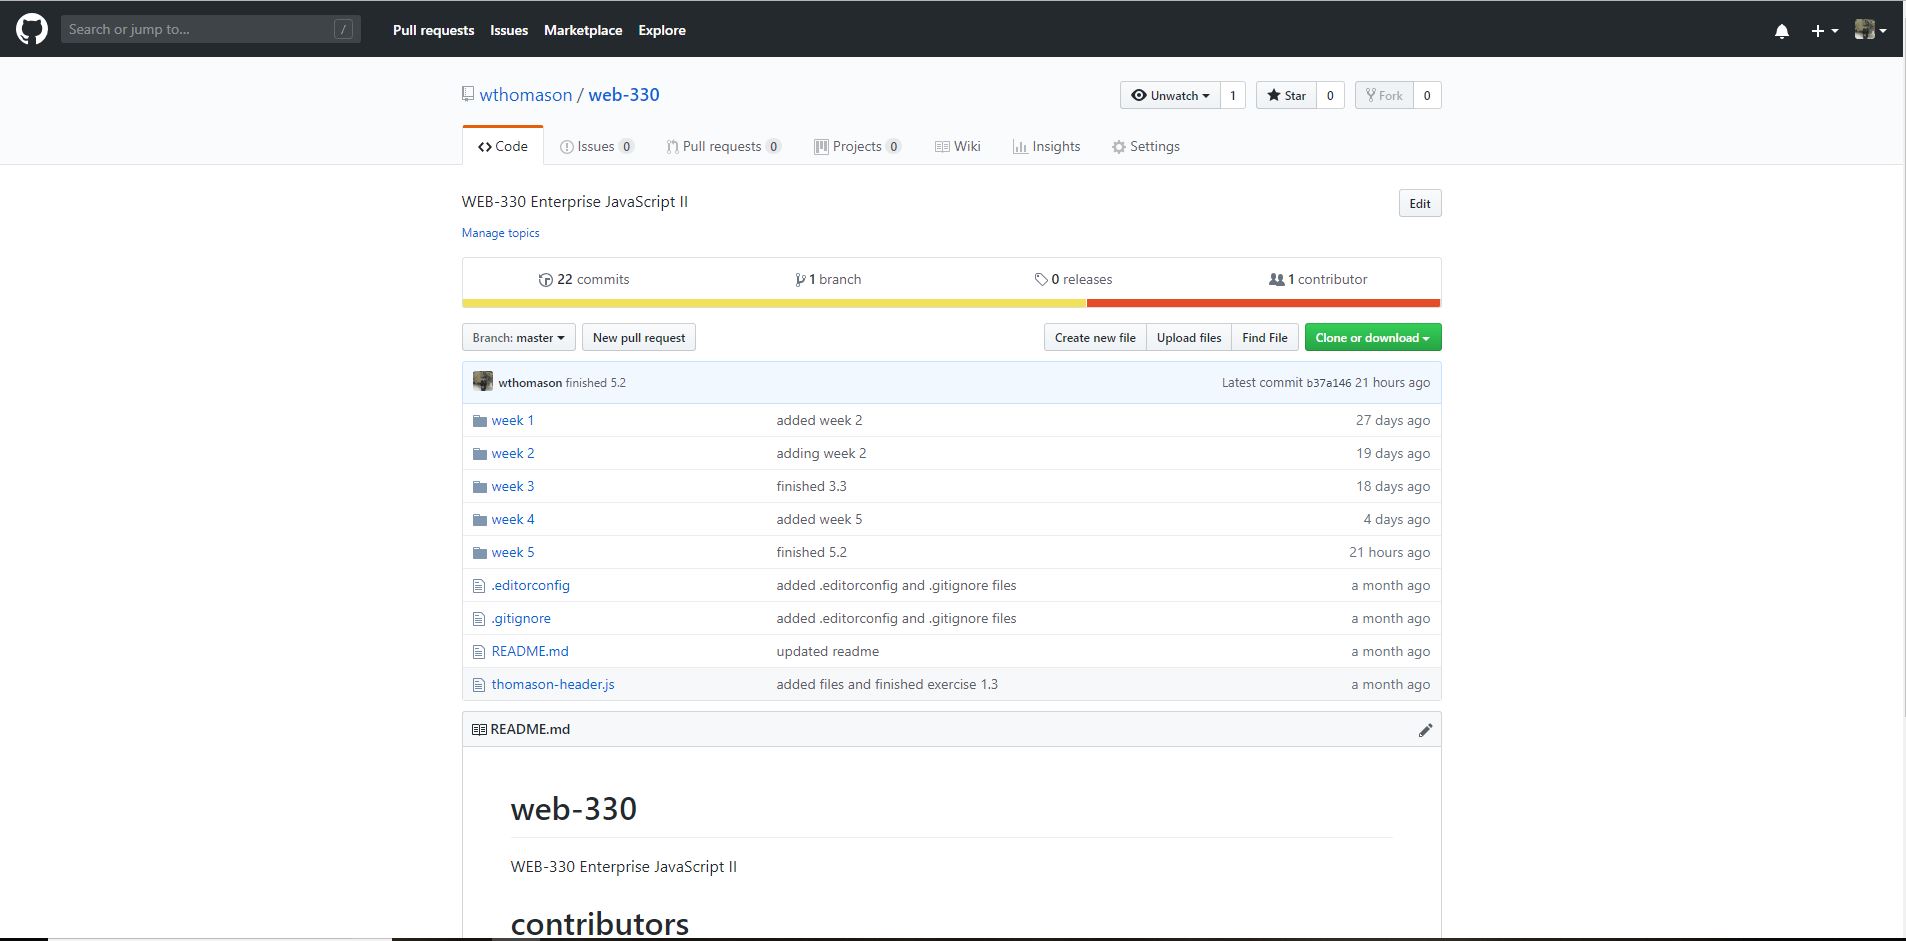 Search or jump to... /
Pull requests Issues Marketplace Explore
wthomason / web-330
Unwatch 1 Star 0 Fork 0
Code Issues 0 Pull requests 0 Projects 0 Wiki Insights Settings
WEB-330 Enterprise JavaScript II Edit
Manage topics
22 commits 1 branch 0 releases 1 contributor
Branch: master New pull request Create new file Upload files Find File Clone or download
wthomason finished 5.2 Latest commit b37a146 21 hours ago
week 1 added week 2 27 days ago
week 2 adding week 2 19 days ago
week 3 finished 3.3 18 days ago
week 4 added week 5 4 days ago
week 5 finished 5.2 21 hours ago
.editorconfig added .editorconfig and .gitignore files a month ago
.gitignore added .editorconfig and .gitignore files a month ago
README.md updated readme a month ago
thomason-header.js added files and finished exercise 1.3 a month ago
README.md
web-330
WEB-330 Enterprise JavaScript II
contributors